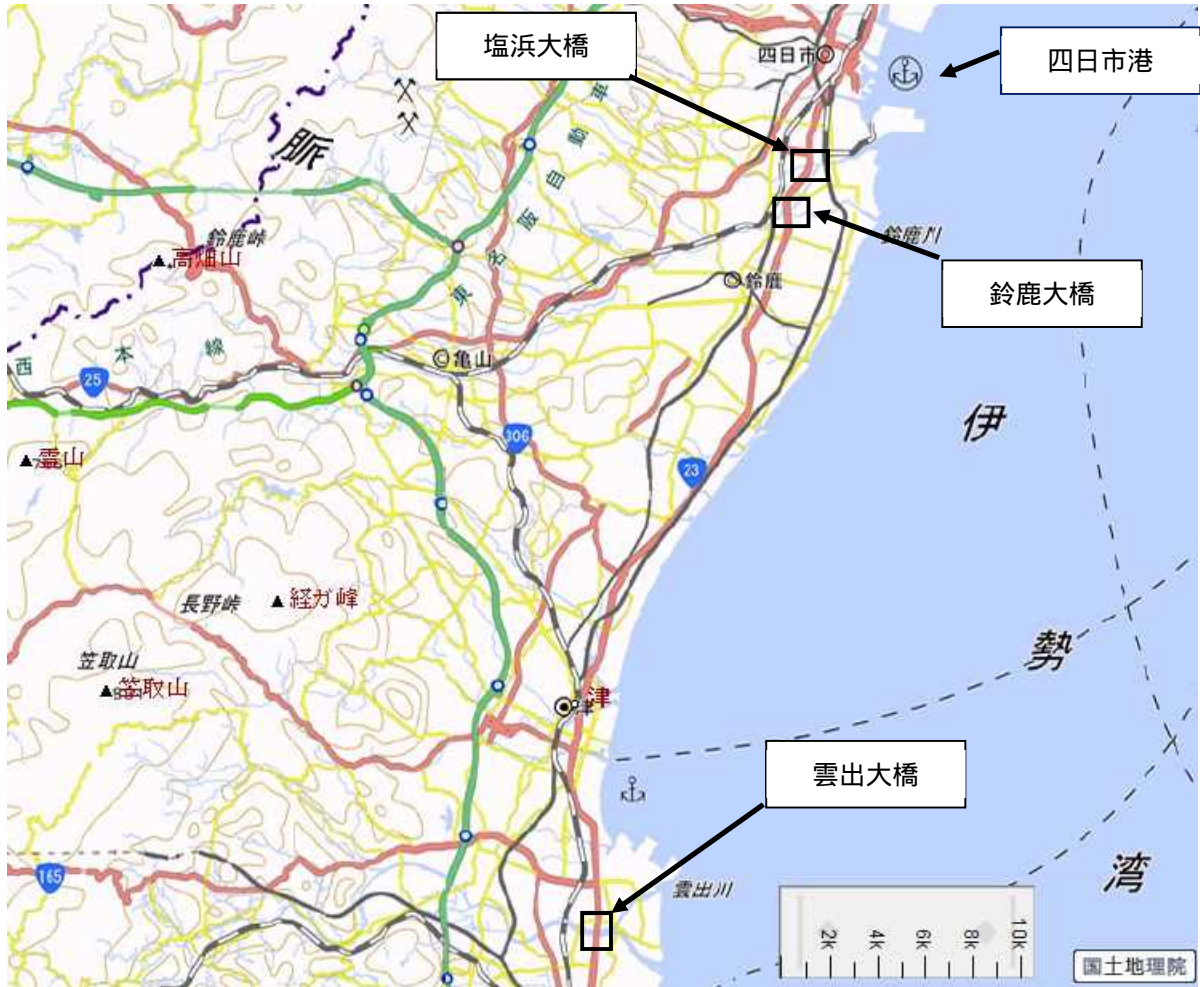 塩浜大橋
四日市
四日市港
脈
東名阪自動車
鈴鹿峠
高畑山
鈴鹿川
鈴鹿
鈴鹿大橋
西本線
25
亀山
306
伊
霊山
23
長野峠
経ガ峰
笠取山
笠取山
勢
津
津
雲出大橋
165
雲出川
湾
2k
4k
6k
8k
10k
国土地理院